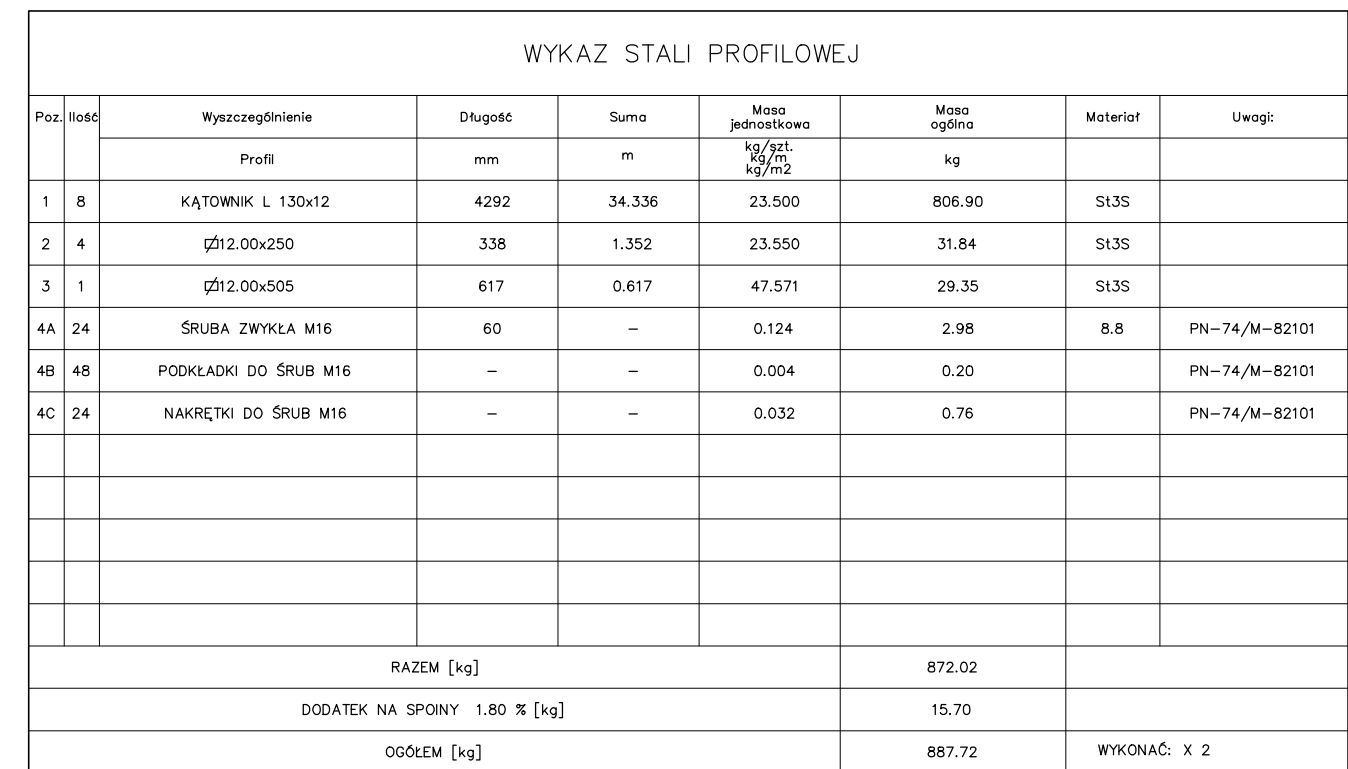 WYKAZ STALI PROFILOWEJ
Poz. Ilość Wyszczególnienie Długość Suma Masa jednostkowa Masa ogólna Materiał Uwagi:
Profil mm m kg/szt. kg/m kg/m2 kg
1 8 KĄTOWNIK L 130x12 4292 34.336 23.500 806.90 St3S
2 4 12.00x250 338 1.352 23.550 31.84 St3S
3 1 12.00x505 617 0.617 47.571 29.35 St3S
4A 24 ŚRUBA ZWYKŁA M16 60 – 0.124 2.98 8.8 PN–74/M–82101
4B 48 PODKŁADKI DO ŚRUB M16 – – 0.004 0.20 PN–74/M–82101
4C 24 NAKRĘTKI DO ŚRUB M16 – – 0.032 0.76 PN–74/M–82101
RAZEM [kg] 872.02
DODATEK NA SPOINY 1.80 % [kg] 15.70
OGÓŁEM [kg] 887.72 WYKONAĆ: X 2